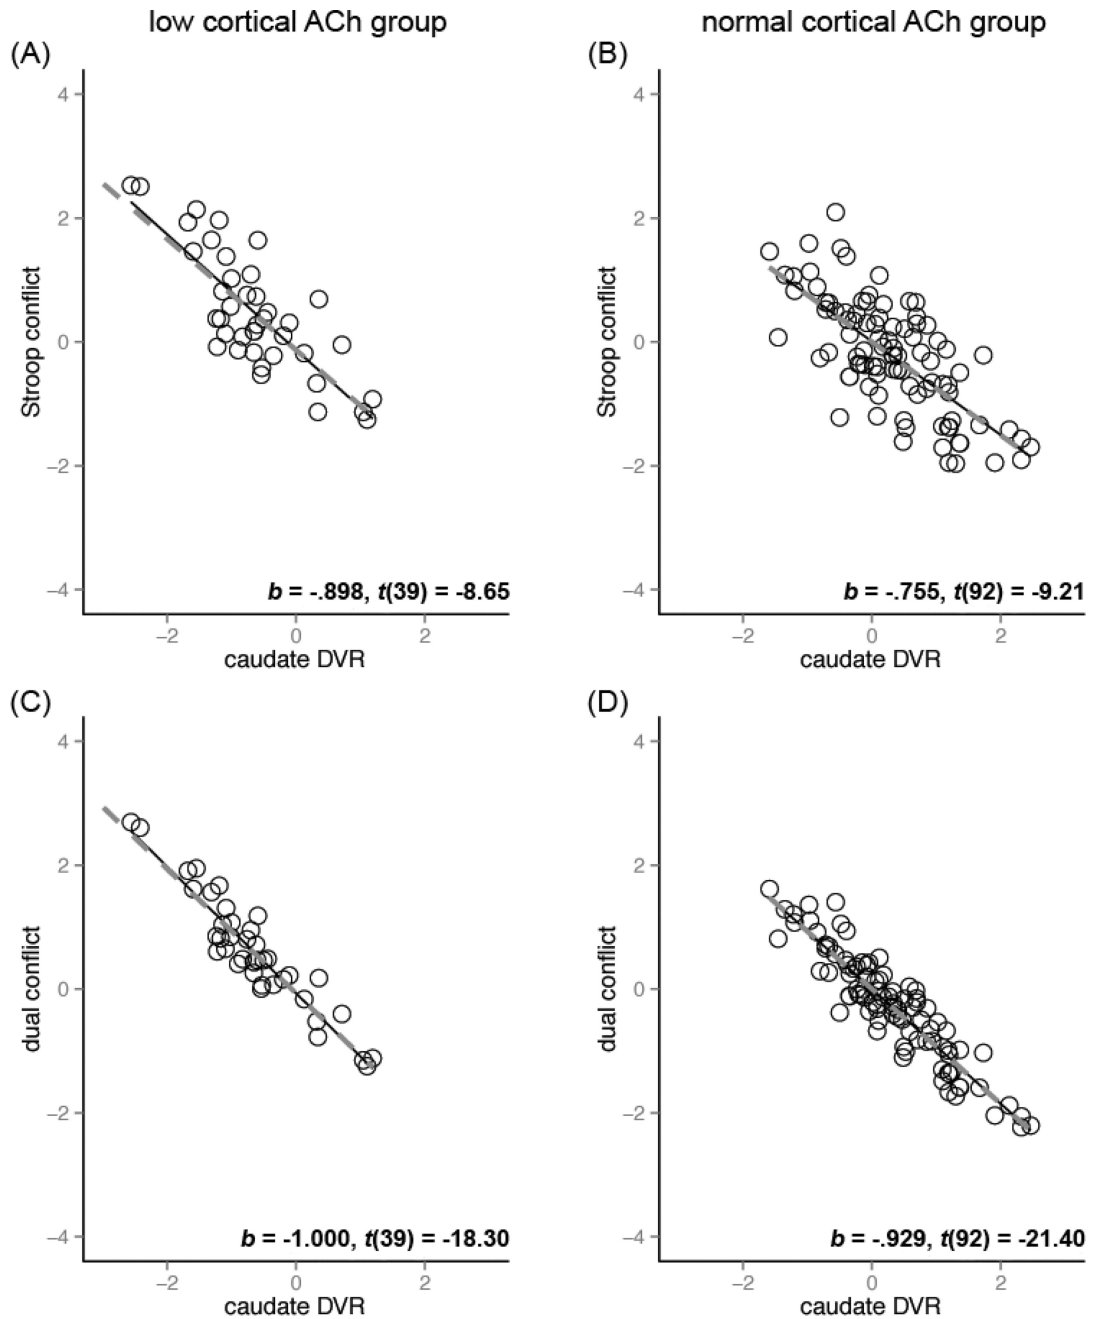 low cortical ACh group
normal cortical ACh group
(A)
(B)
4
2
0
−2
−4
Stroop conflict
b = -.898, t(39) = -8.65
−2 0 2
caudate DVR
4
2
0
−2
−4
Stroop conflict
b = -.755, t(92) = -9.21
−2 0 2
caudate DVR
(C)
(D)
4
2
0
−2
−4
dual conflict
b = -1.000, t(39) = -18.30
−2 0 2
caudate DVR
4
2
0
−2
−4
dual conflict
b = -.929, t(92) = -21.40
−2 0 2
caudate DVR